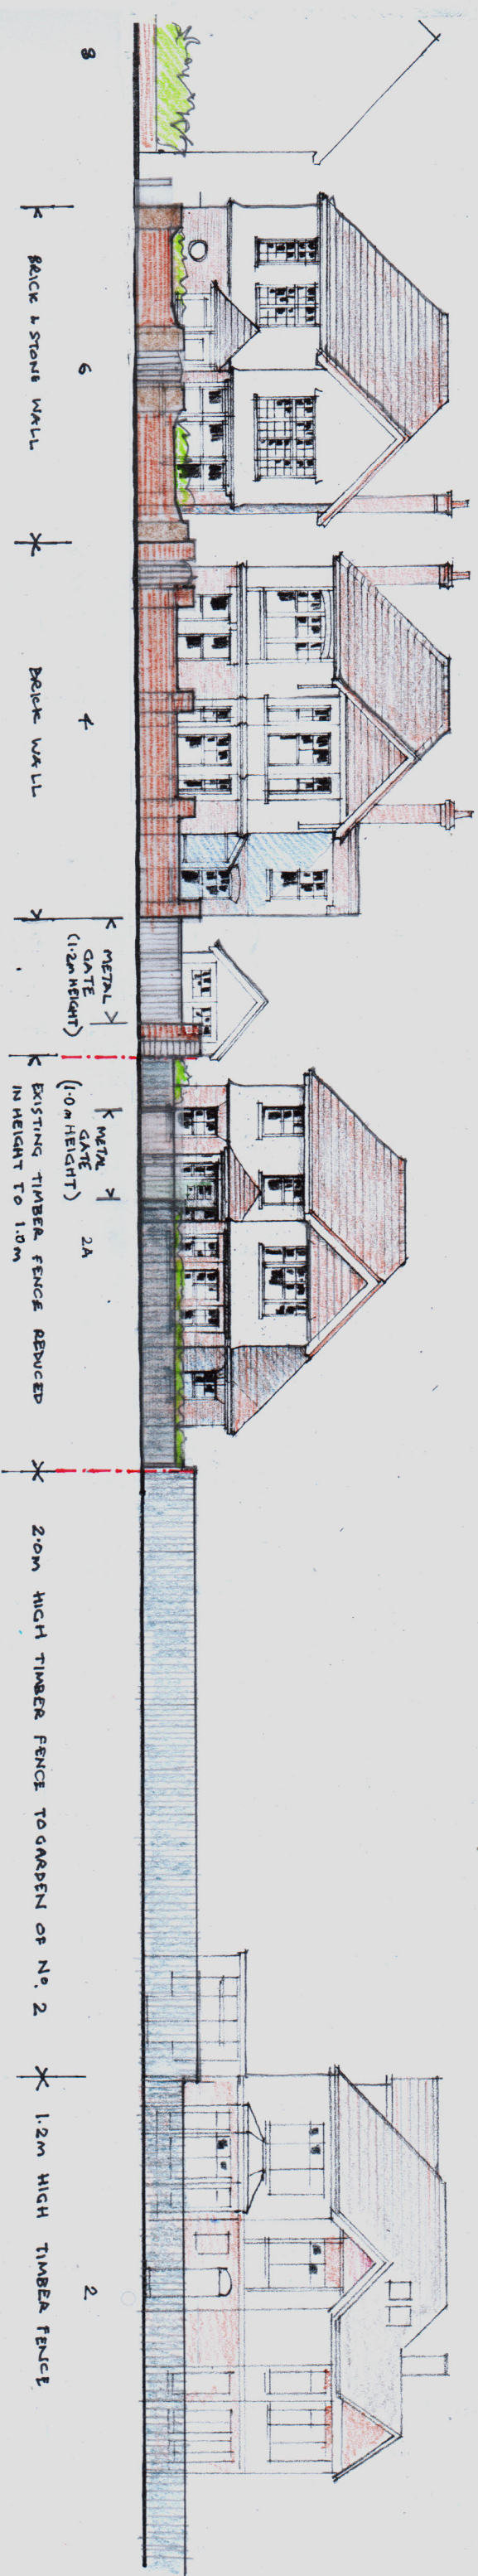 8
6
BRICK & STONE WALL
4
BRICK WALL
METAL
GATE
(1.2m HEIGHT)
METAL
GATE
(1.0m HEIGHT)
2A
EXISTING TIMBER FENCE REDUCED
IN HEIGHT TO 1.0m
2.0m HIGH TIMBER FENCE TO GARDEN OF No. 2
2
1.2m HIGH TIMBER FENCE